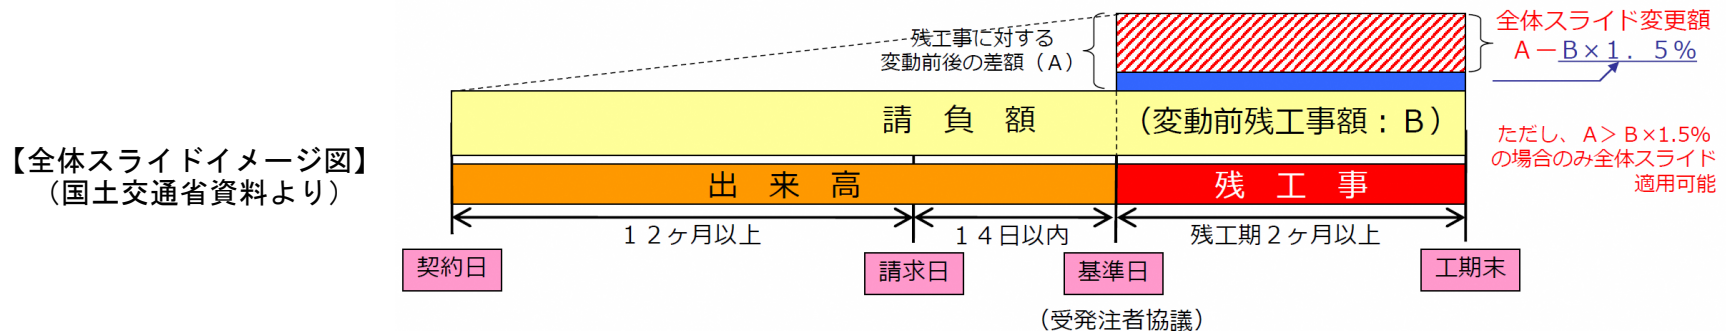 【全体スライドイメージ図】
（国土交通省資料より）
残工事に対する
変動前後の差額（Ａ）
全体スライド変更額
Ａ－Ｂ×１．５％
請　負　額
（変動前残工事額：Ｂ）
ただし、Ａ＞Ｂ×1.5％
の場合のみ全体スライド
適用可能
出　来　高
残　工　事
１２ヶ月以上
１４日以内
残工期２ヶ月以上
契約日
請求日
基準日
工期末
（受発注者協議）